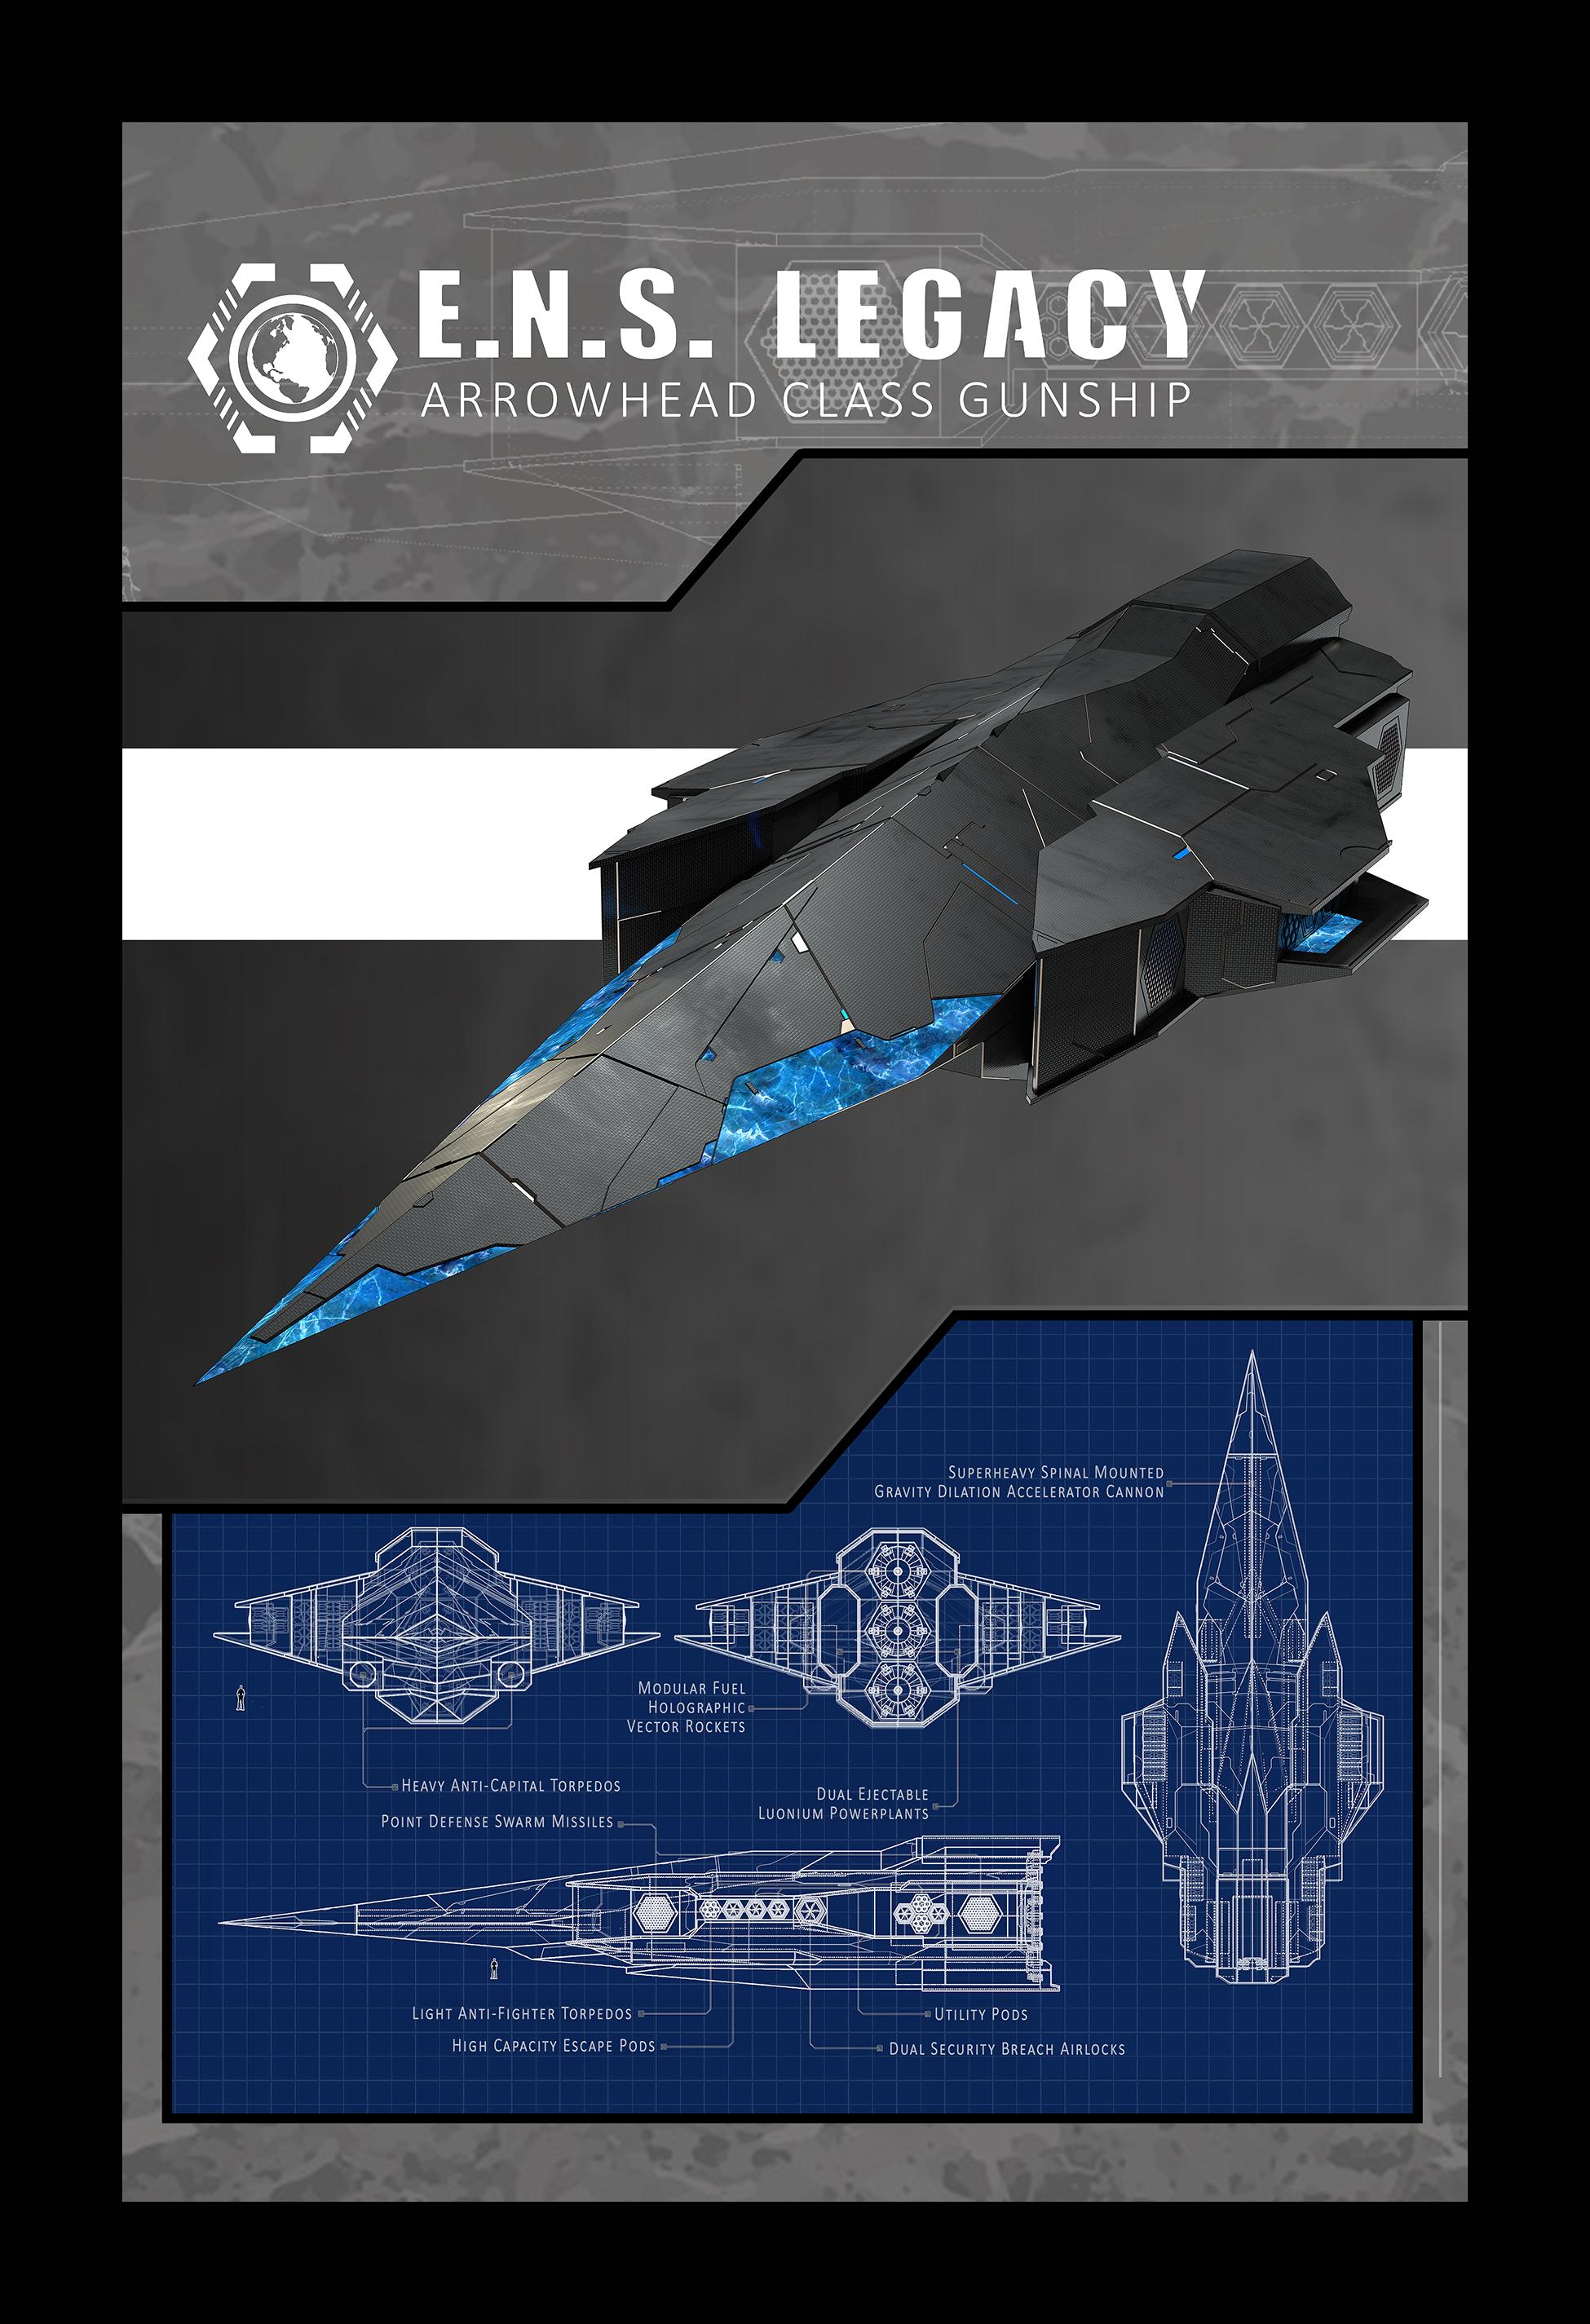 E.N.S. LEGACY
ARROWHEAD CLASS GUNSHIP
SUPERHEAVY SPINAL MOUNTED
GRAVITY DILATION ACCELERATOR CANNON
MODULAR FUEL
HOLOGRAPHIC
VECTOR ROCKETS
HEAVY ANTI-CAPITAL TORPEDOS
DUAL EJECTABLE
LUONIUM POWERPLANTS
POINT DEFENSE SWARM MISSILES
LIGHT ANTI-FIGHTER TORPEDOS
UTILITY PODS
HIGH CAPACITY ESCAPE PODS
DUAL SECURITY BREACH AIRLOCKS